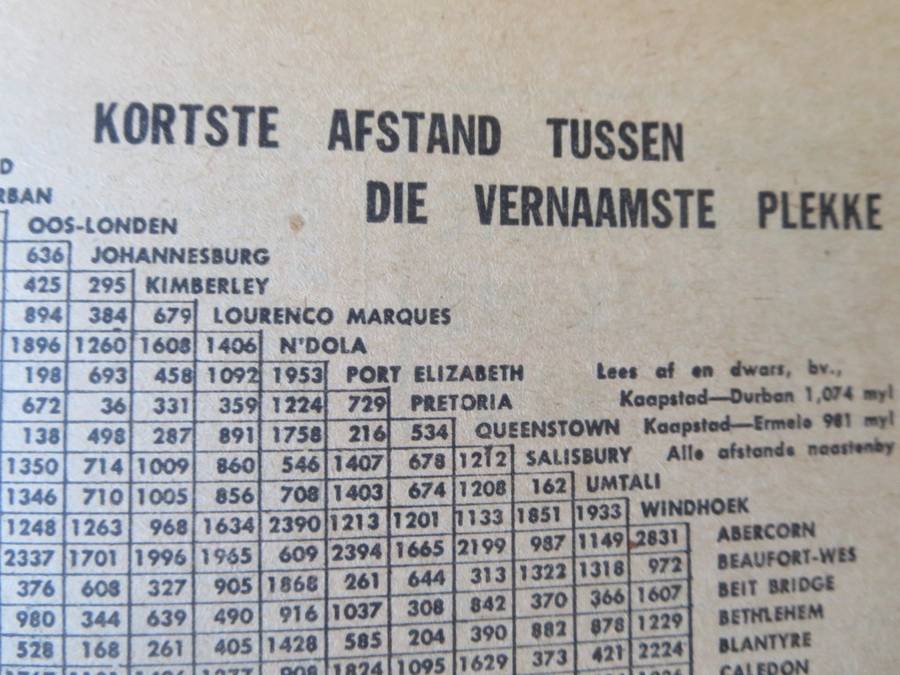 KORTSTE AFSTAND TUSSEN
DIE VERNAAMSTE PLEKKE
D
RBAN
OOS-LONDEN
636 JOHANNESBURG
425 295 KIMBERLEY
894 384 679 LOURENCO MARQUES
1896 1260 1608 1406 N'DOLA
198 693 458 1092 1953 PORT ELIZABETH
672 36 331 359 1224 729 PRETORIA
138 498 287 891 1758 216 534 QUEENSTOWN
1350 714 1009 860 546 1407 678 1212 SALISBURY
1346 710 1005 856 708 1403 674 1208 162 UMTALI
1248 1263 968 1634 2390 1213 1201 1133 1851 1933 WINDHOEK
2337 1701 1996 1965 609 2394 1665 2199 987 1149 2831 ABERCORN
376 608 327 905 1868 261 644 313 1322 1318 972 BEAUFORT-WES
980 344 639 490 916 1037 308 842 370 366 1607 BEIT BRIDGE
528 168 261 405 1428 585 204 390 882 878 1229 BETHLEHEM
1824 1095 1629 373 421 2224 BLANTYRE
CALEDON
Lees af en dwars, bv.,
Kaapstad—Durban 1,074 myl
Kaapstad—Ermelo 981 myl
Alle afstande naastenby